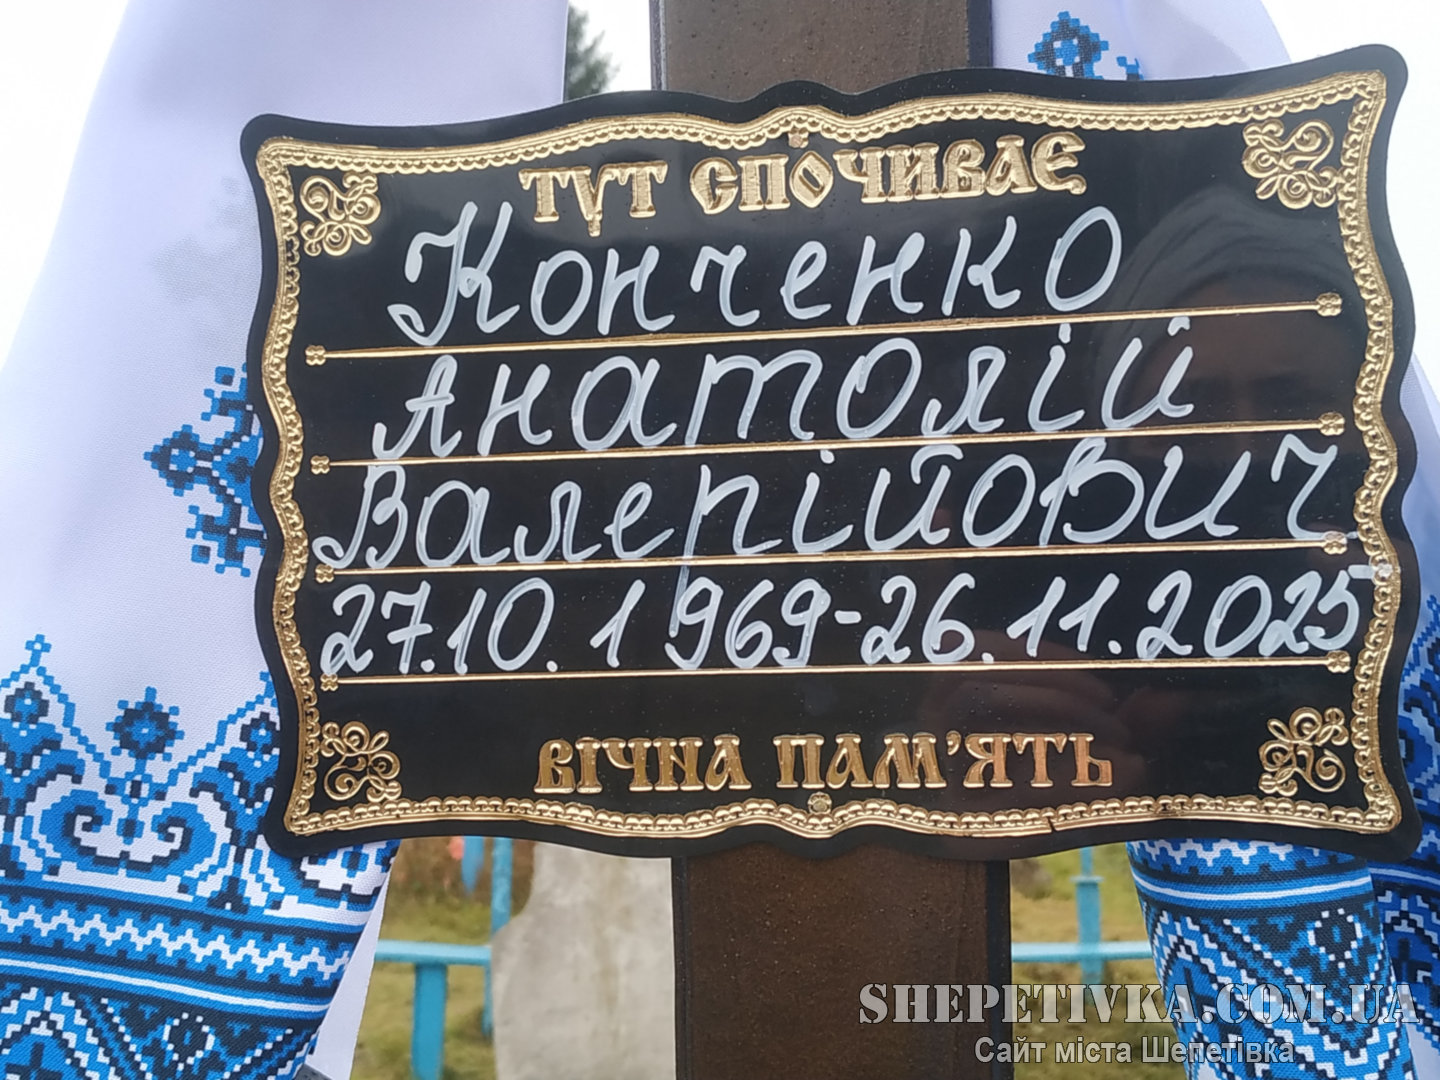 ТУТ СПОЧИВАЄ
Конченко
Анатолій
Валерійович
27.10.1969-26.11.2025
ВІЧНА ПАМ'ЯТЬ
SHEPETIVKA.COM.UA
Сайт міста Шепетівка